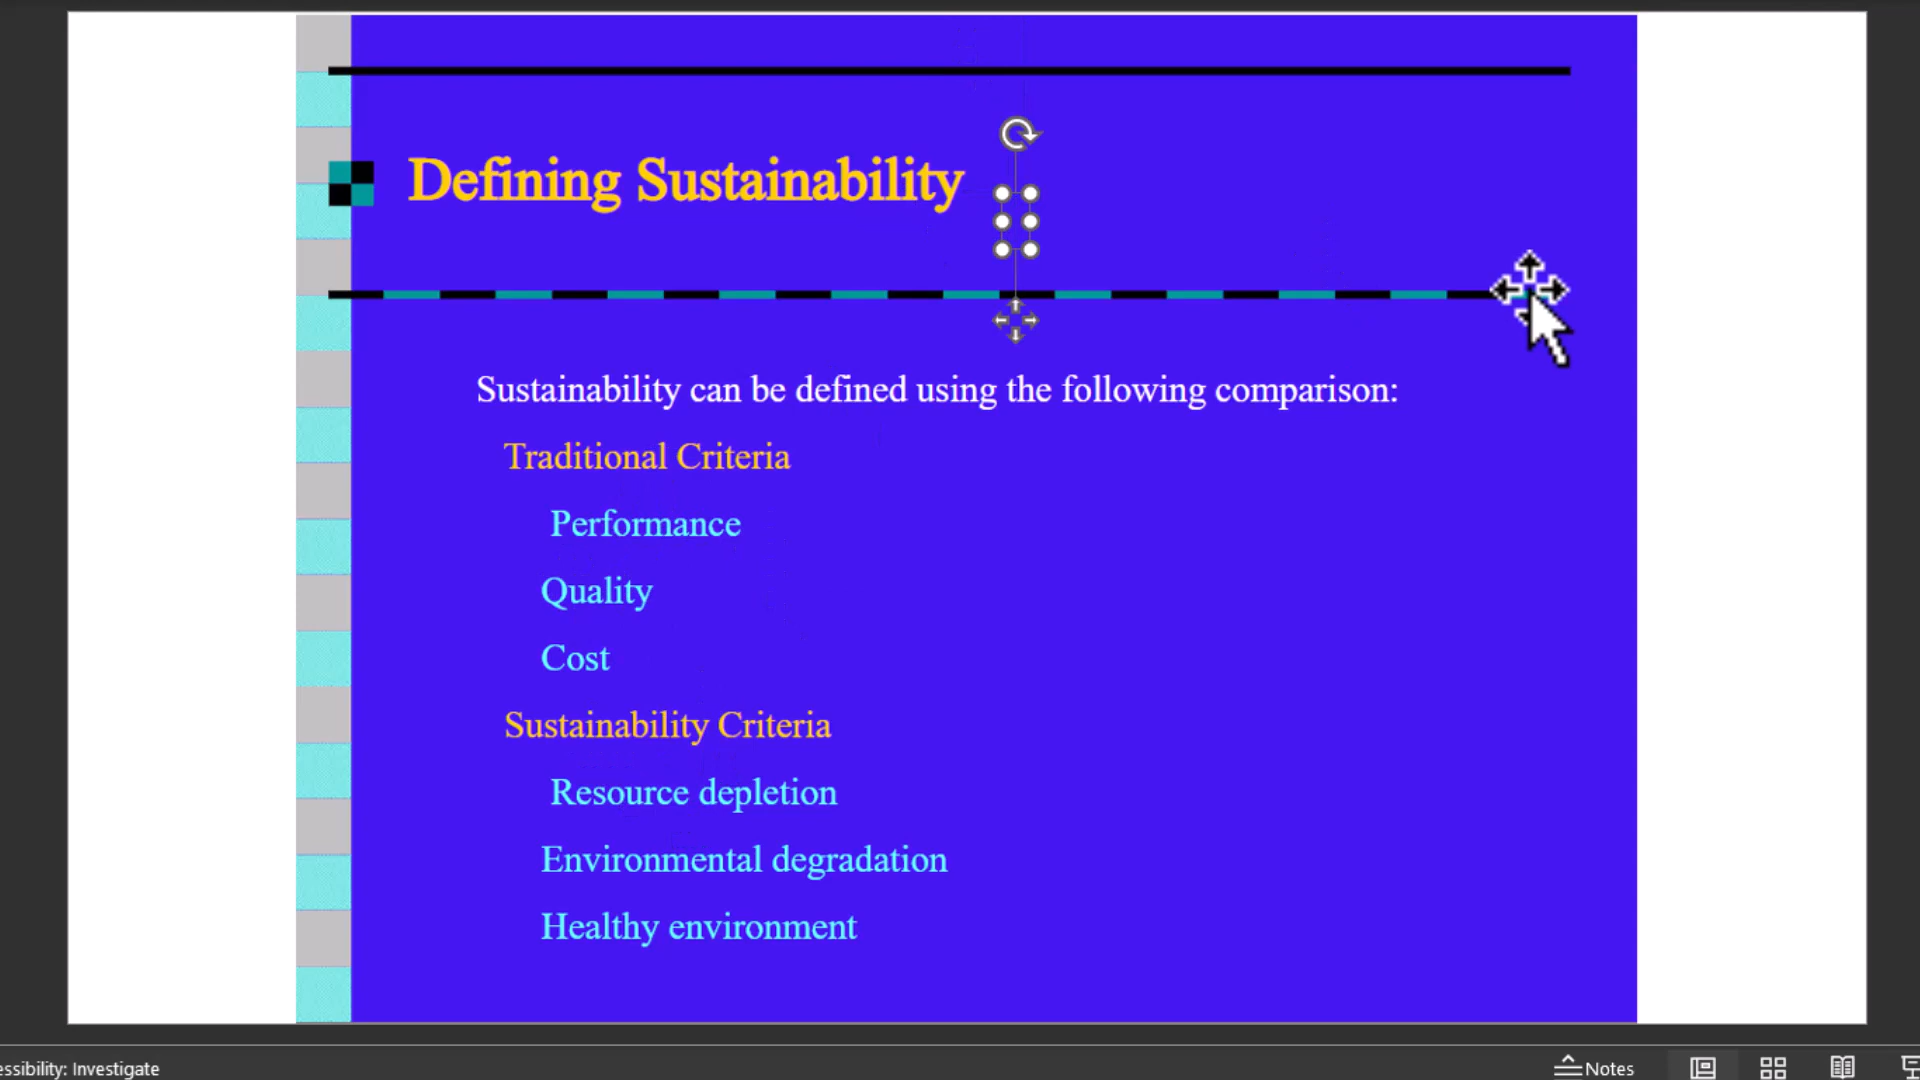 Defining Sustainability
Sustainability can be defined using the following comparison:
Traditional Criteria
Performance
Quality
Cost
Sustainability Criteria
Resource depletion
Environmental degradation
Healthy environment
essibility: Investigate
Notes